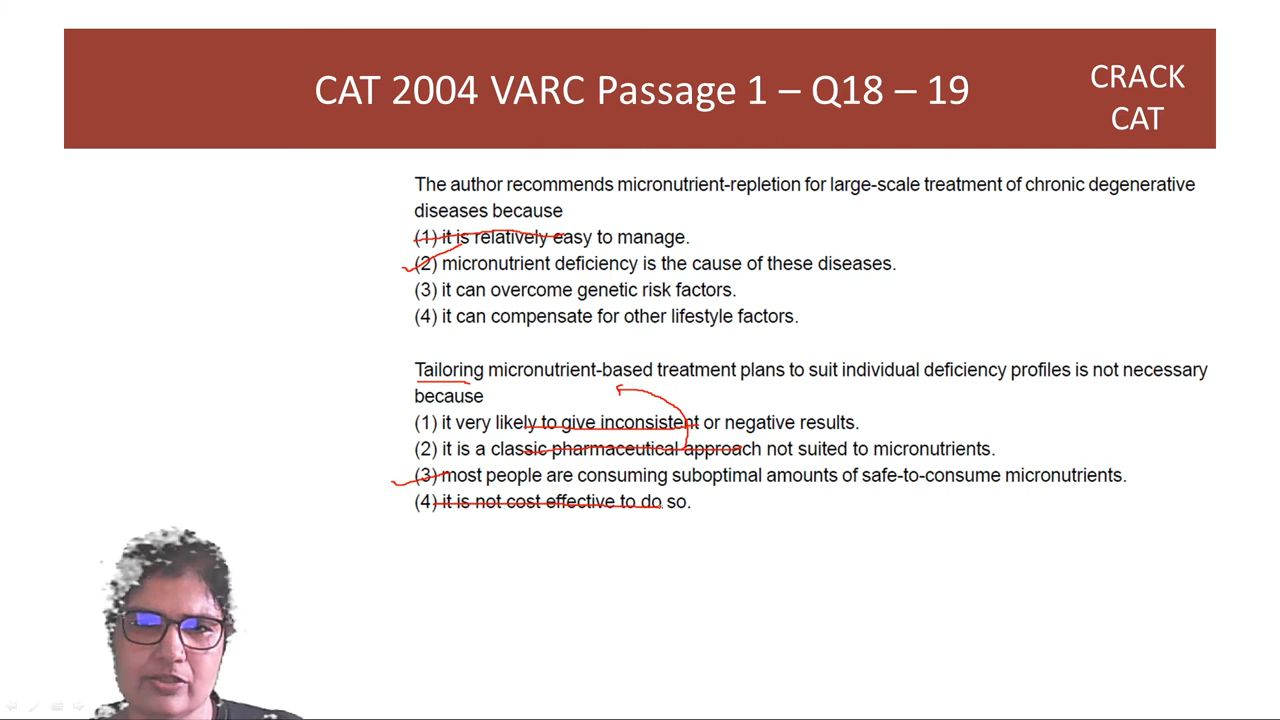 CAT 2004 VARC Passage 1 – Q18 – 19
CRACK
CAT
The author recommends micronutrient-repletion for large-scale treatment of chronic degenerative
diseases because
(1) it is relatively easy to manage.
(2) micronutrient deficiency is the cause of these diseases.
(3) it can overcome genetic risk factors.
(4) it can compensate for other lifestyle factors.
Tailoring micronutrient-based treatment plans to suit individual deficiency profiles is not necessary
because
(1) it very likely to give inconsistent or negative results.
(2) it is a classic pharmaceutical approach not suited to micronutrients.
(3) most people are consuming suboptimal amounts of safe-to-consume micronutrients.
(4) it is not cost effective to do so.